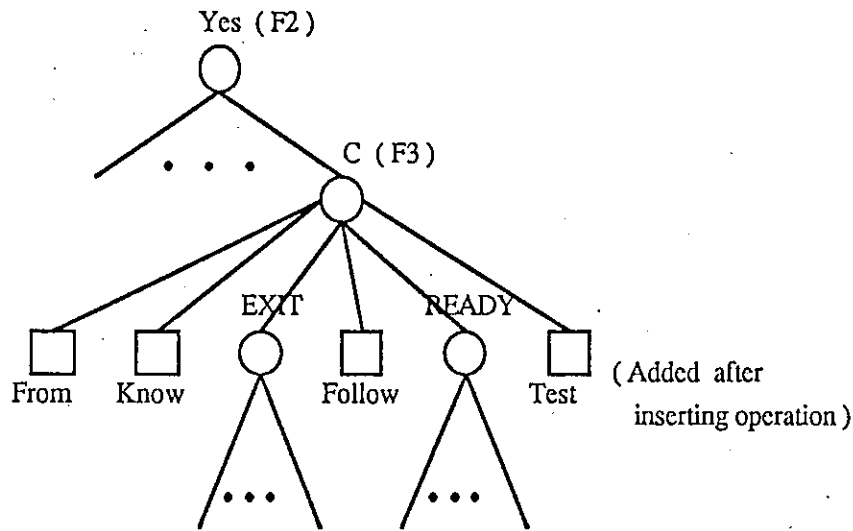 Yes ( F2 )
C ( F3 )
EXIT READY
From Know Follow Test
( Added after
inserting operation )